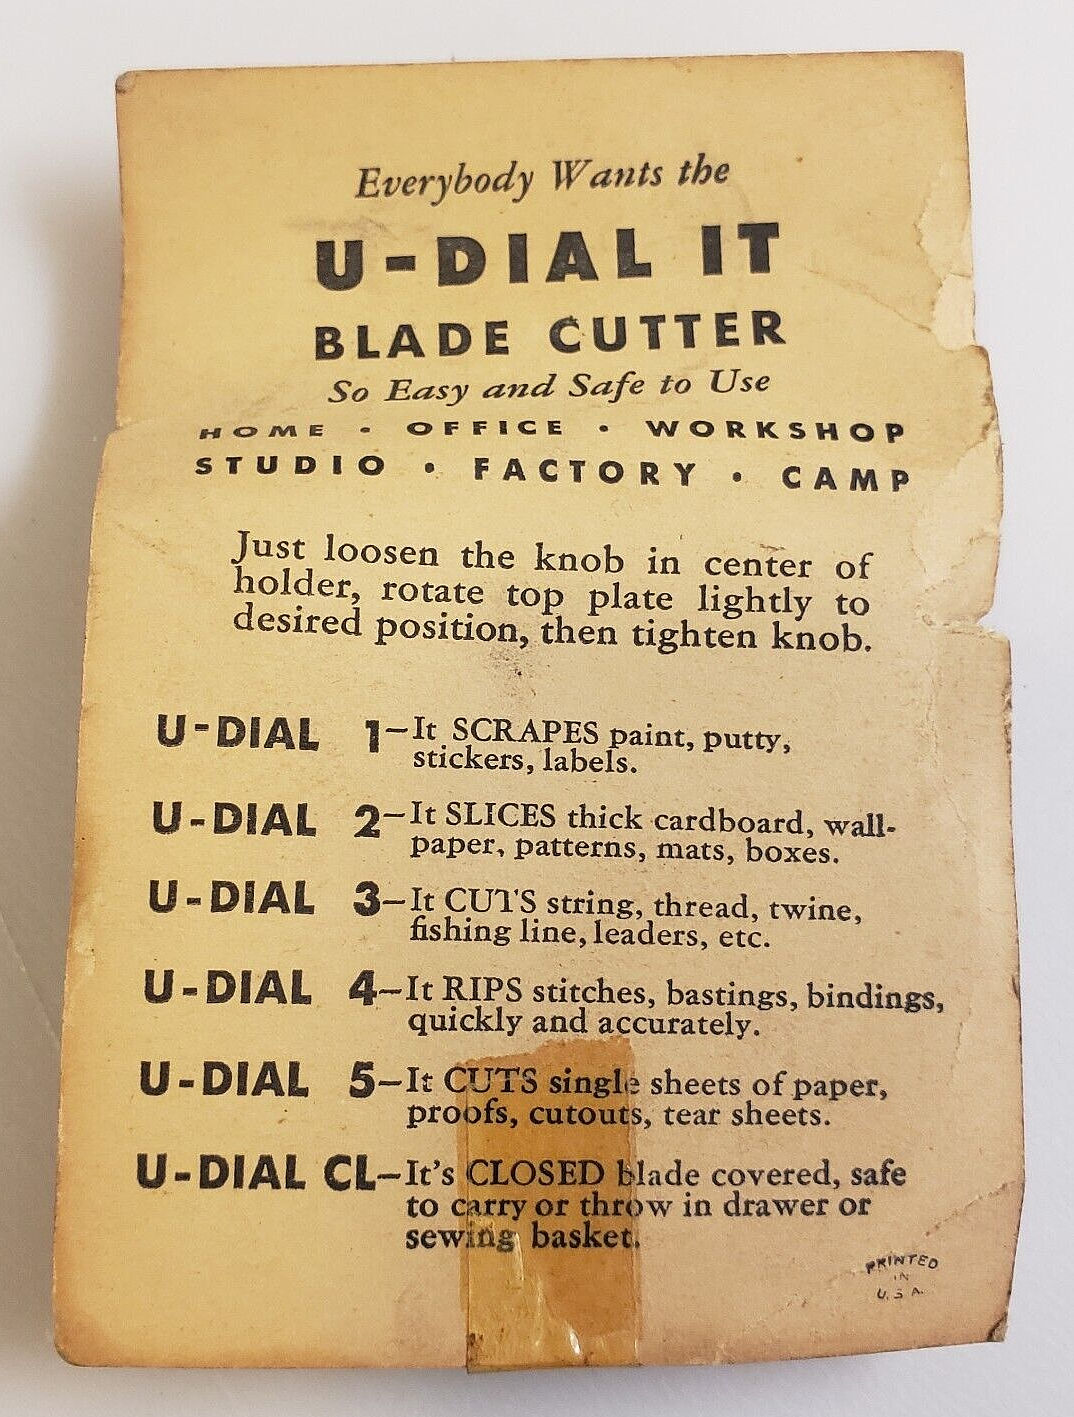 Everybody Wants the
U-DIAL IT
BLADE CUTTER
So Easy and Safe to Use
HOME • OFFICE • WORKSHOP
STUDIO • FACTORY • CAMP
Just loosen the knob in center of
holder, rotate top plate lightly to
desired position, then tighten knob.
U-DIAL 1—It SCRAPES paint, putty,
stickers, labels.
U-DIAL 2—It SLICES thick cardboard, wall-
paper, patterns, mats, boxes.
U-DIAL 3—It CUTS string, thread, twine,
fishing line, leaders, etc.
U-DIAL 4—It RIPS stitches, bastings, bindings,
quickly and accurately.
U-DIAL 5—It CUTS single sheets of paper,
proofs, cutouts, tear sheets.
U-DIAL CL—It's CLOSED blade covered, safe
to carry or throw in drawer or
sewing basket.
PRINTED
IN
U.S.A.